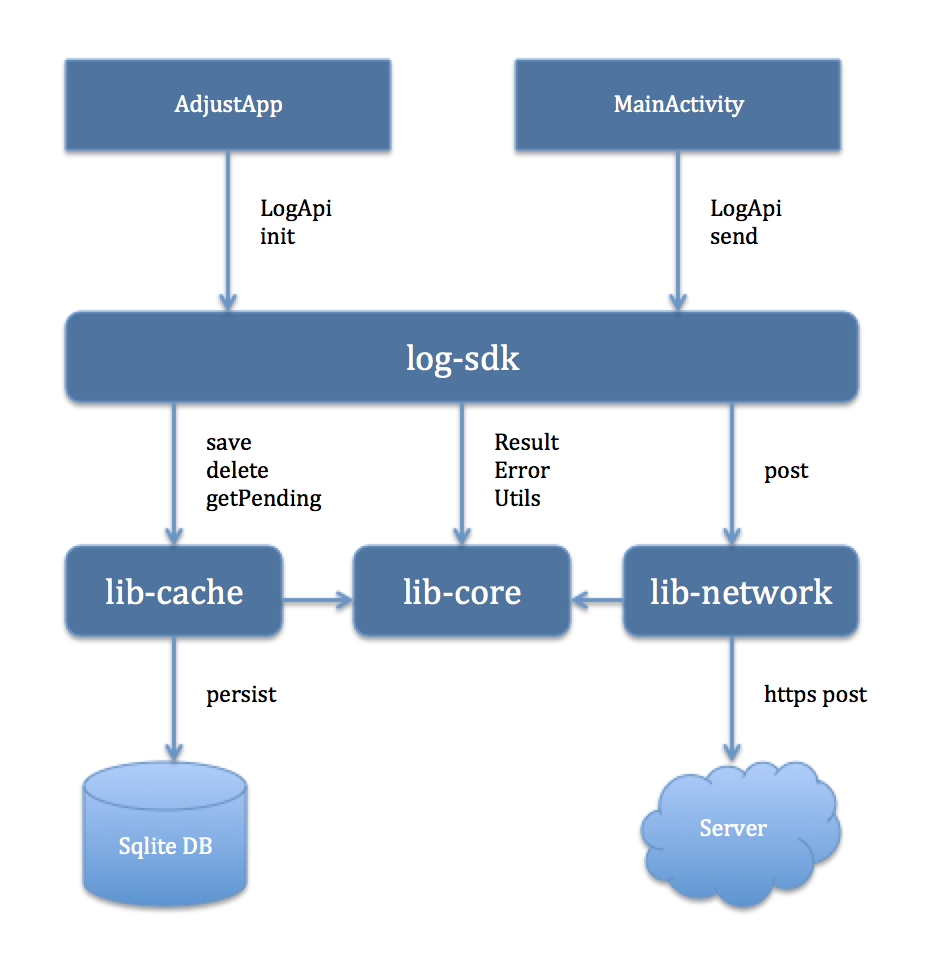 AdjustApp
MainActivity
LogApi
init
LogApi
send
log-sdk
save
delete
getPending
Result
Error
Utils
post
lib-cache
lib-core
lib-network
persist
https post
Sqlite DB
Server